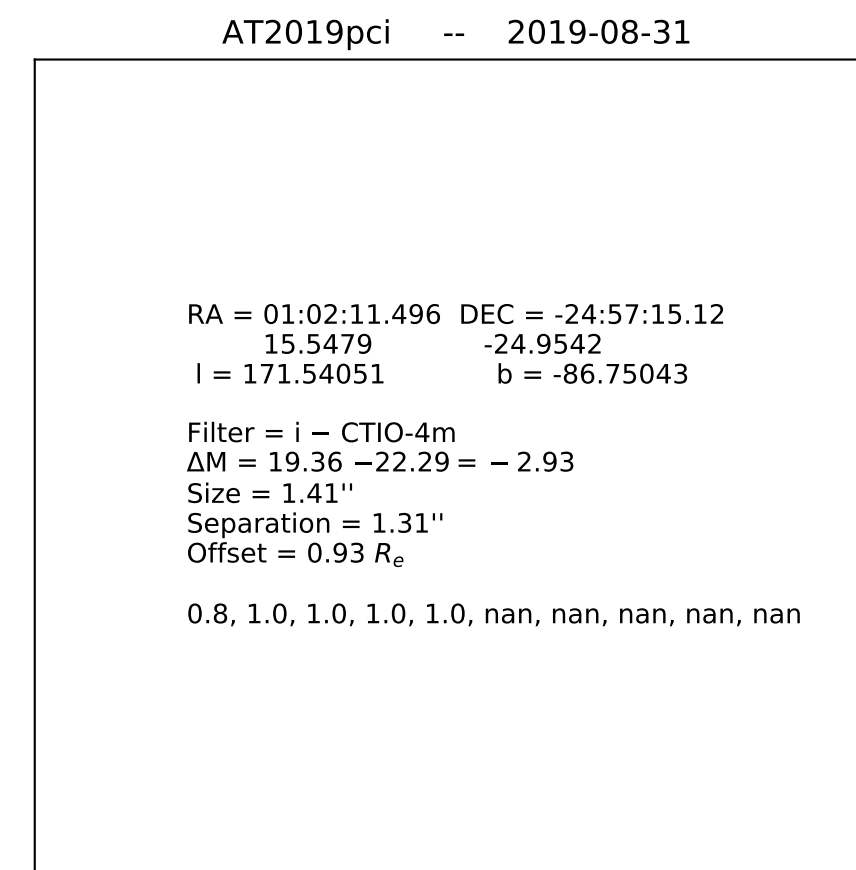 AT2019pci -- 2019-08-31
RA = 01:02:11.496 DEC = -24:57:15.12
15.5479 -24.9542
l = 171.54051 b = -86.75043
Filter = i − CTIO-4m
ΔM = 19.36 −22.29 = − 2.93
Size = 1.41''
Separation = 1.31''
Offset = 0.93 Re
0.8, 1.0, 1.0, 1.0, 1.0, nan, nan, nan, nan, nan